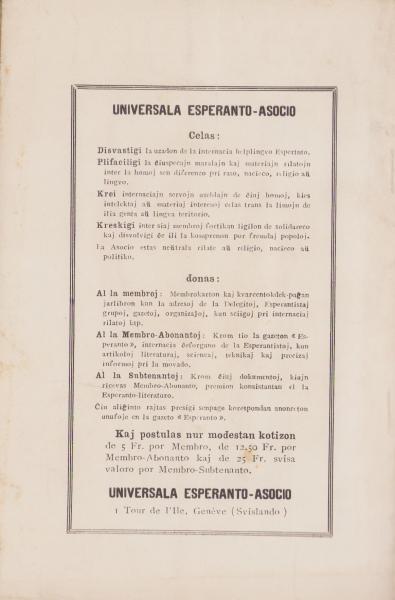 UNIVERSALA ESPERANTO-ASOCIO
Celas :
Disvastigi la uzadon de la internacia helplingvo Esperanto.
Plifaciligi la ĉiuspecajn maralajn kaj materiajn rilatojn
inter la homoj sen diferenco pri raso, nacieco, religio aŭ
lingvo.
Krei internaciajn servojn uzeblajn de ĉiuj homoj, kies
intelektaj aŭ materiaj interesoj celas trans la limojn de
ilia gento aŭ lingva teritorio.
Kreskigi inter siaj membroj fortikan ligilon de solidareco
kaj disvolvigi ĉe ili la komprenon por fremdaj popoloj.
La Asocio estas neŭtrala rilate aŭ religio, nacieco aŭ
politiko.
donas :
Al la membroj : Membrokarton kaj kvarcentokdek-paĝan
jarlibron kun la adresoj de la Delegitoj, Esperantistaj
grupoj, gazetoj, organizaĵoj, kun sciigoj pri internaciaj
rilatoj ktp.
Al la Membro-Abonantoj : Krom tio la gazeton « Es-
peranto », internacia ĉeforgano de la Esperantistoj, kun
artikoloj literaturaj, sciencaj, teknikaj kaj precizaj
informoj pri la movado.
Al la Subtenantoj : Krom ĉiuj dokumentoj, kiajn
ricevas Membro-Abonanto, premion konsistantan el la
Esperanto-literaturo.
Ĉiu aliĝinto rajtas presigi senpage korespondan anonceton
unufoje en la gazeto « Esperanto ».
Kaj postulas nur modestan kotizon
de 5 Fr. por Membro, de 12.50 Fr. por
Membro-Abonanto kaj de 25 Fr. svisa
valoro por Membro-Subtenanto.
UNIVERSALA ESPERANTO-ASOCIO
1 Tour de l'Ile, Genève (Svislando)